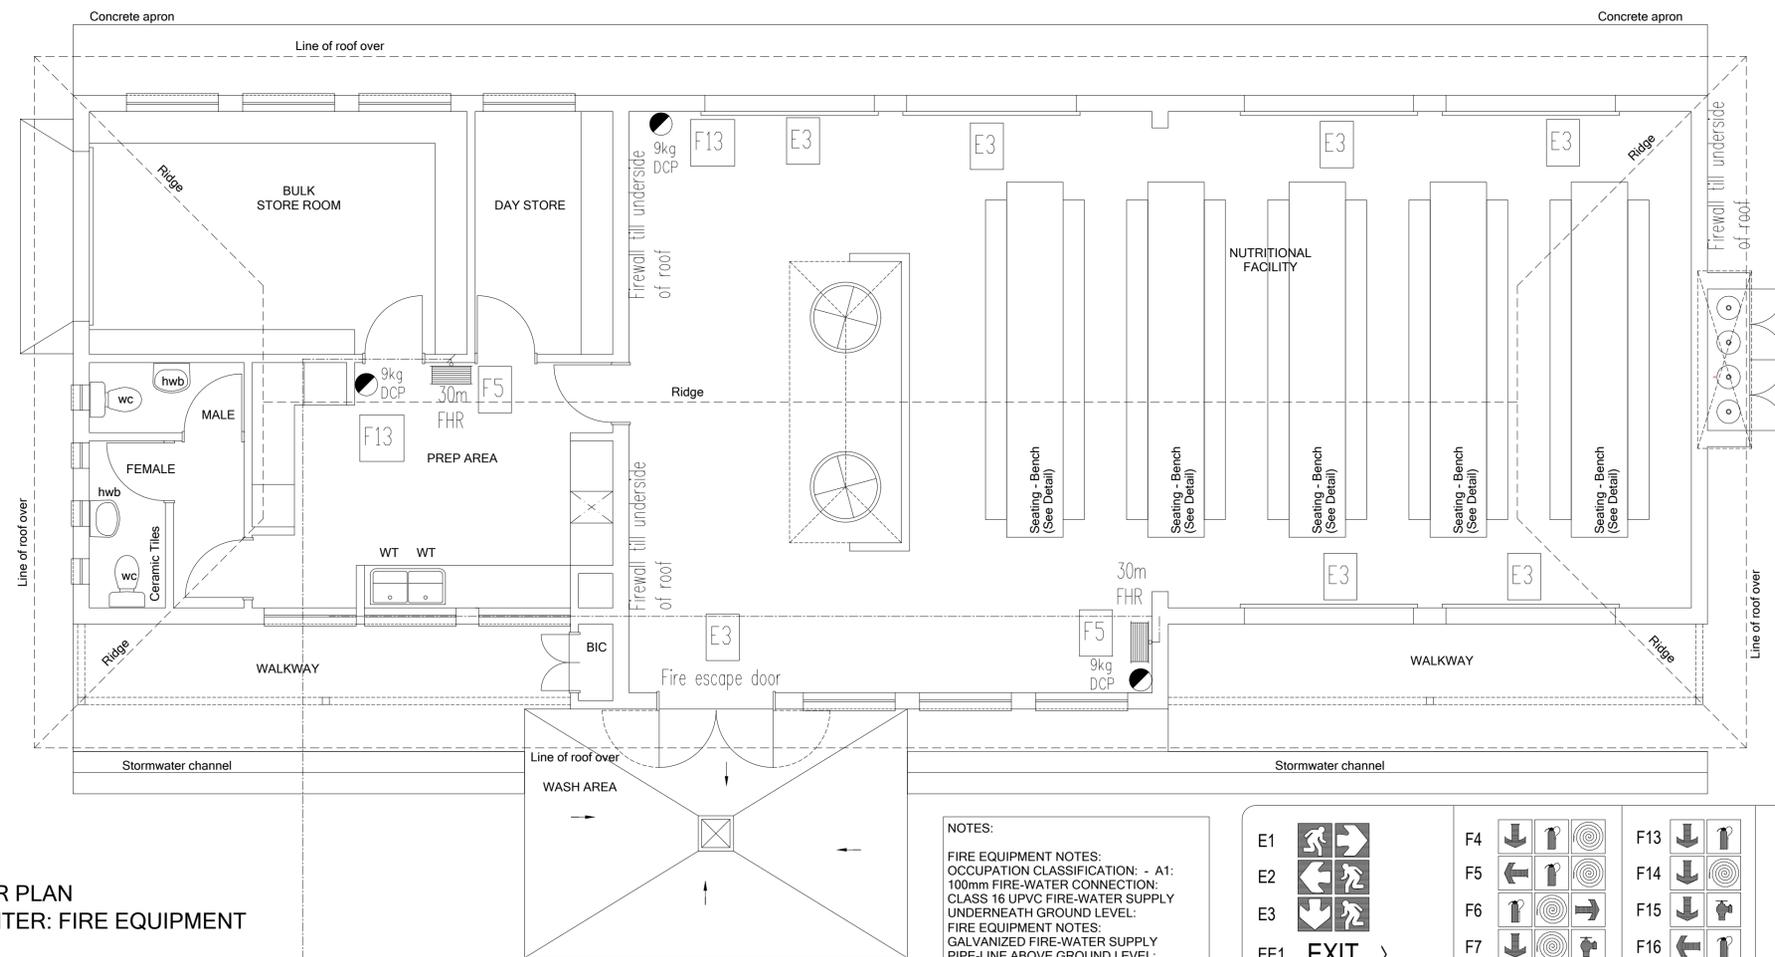 Concrete apron
Concrete apron
Line of roof over
Ridge
BULK
STORE ROOM
DAY STORE
9kg
DCP
F13
E3
E3
E3
E3
Ridge
Firewall till underside
of roof
Firewall till underside
of roof
NUTRITIONAL
FACILITY
hwb
wc
MALE
9kg
DCP
30m
FHR
F5
F13
PREP AREA
Ridge
FEMALE
hwb
wc
Ceramic Tiles
WT WT
Firewall till underside
of roof
Seating - Bench
(See Detail)
Seating - Bench
(See Detail)
Seating - Bench
(See Detail)
Seating - Bench
(See Detail)
Seating - Bench
(See Detail)
Line of roof over
Line of roof over
E3
E3
30m
FHR
F5
9kg
DCP
E3
Fire escape door
BIC
Ridge
WALKWAY
WALKWAY
Ridge
Stormwater channel
Line of roof over
WASH AREA
Stormwater channel
R PLAN
NTER: FIRE EQUIPMENT
NOTES:
FIRE EQUIPMENT NOTES:
OCCUPATION CLASSIFICATION: - A1:
100mm FIRE-WATER CONNECTION:
CLASS 16 UPVC FIRE-WATER SUPPLY
UNDERNEATH GROUND LEVEL:
FIRE EQUIPMENT NOTES:
GALVANIZED FIRE-WATER SUPPLY
PIPE-LINE ABOVE GROUND LEVEL:
E1
E2
E3
EE1 EXIT
F4
F5
F6
F7
F13
F14
F15
F16